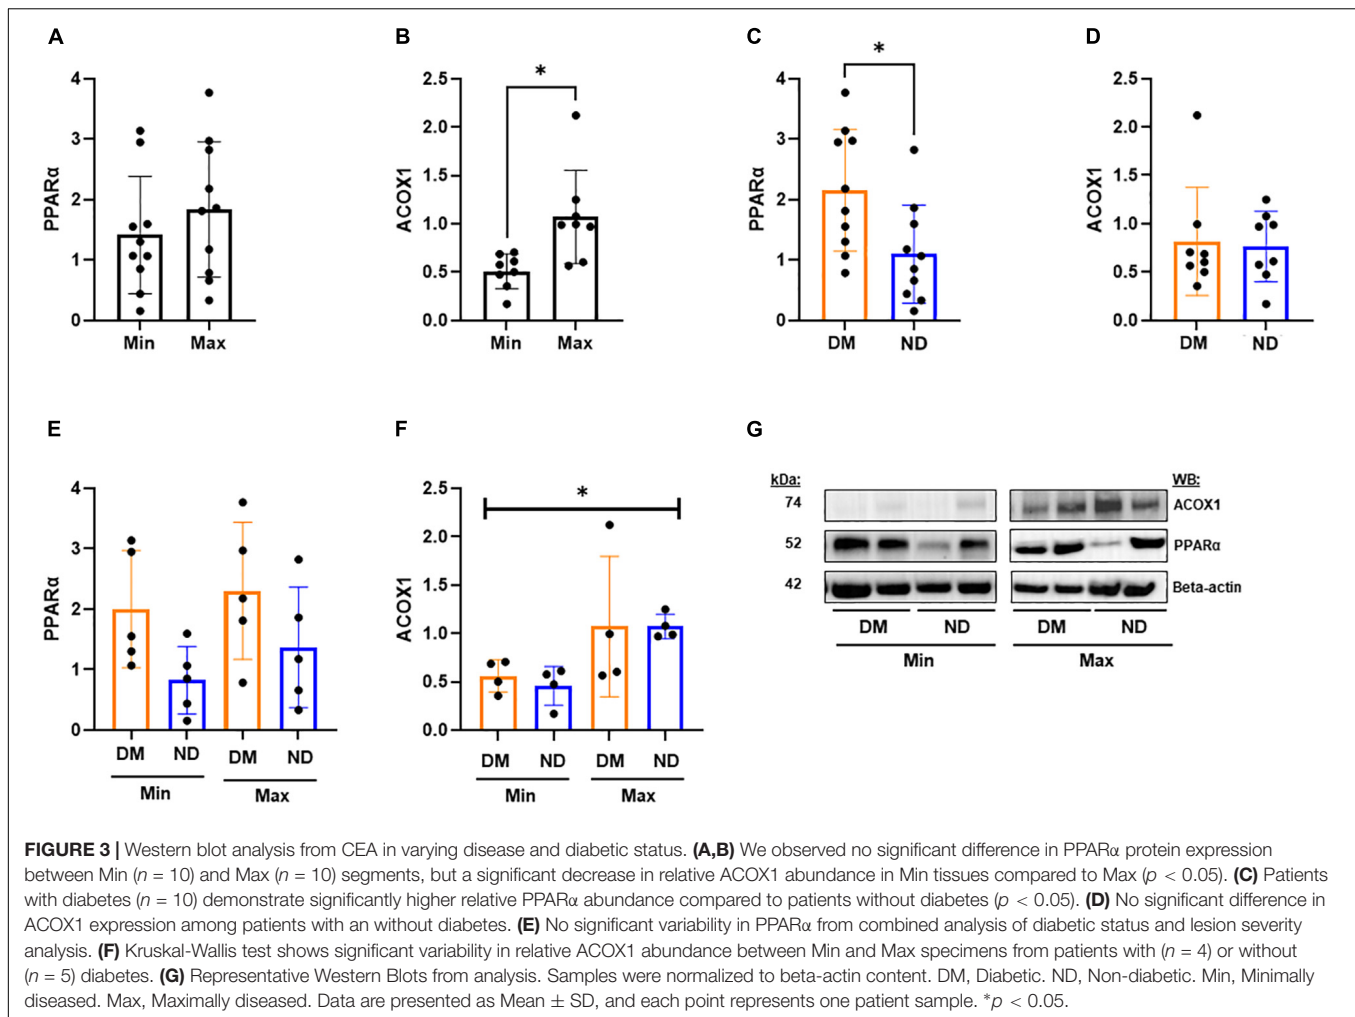 A
PPARα
4
3
2
1
0
Min Max
B
ACOX1
2.5
2.0
1.5
1.0
0.5
0.0
*
Min Max
C
PPARα
4
3
2
1
0
*
DM ND
D
ACOX1
2.5
2.0
1.5
1.0
0.5
0.0
DM ND
E
PPARα
4
3
2
1
0
DM ND DM ND
Min Max
F
ACOX1
2.5
2.0
1.5
1.0
0.5
0.0
*
DM ND DM ND
Min Max
G
kDa: WB:
74 ACOX1
52 PPARα
42 Beta-actin
DM ND DM ND
Min Max
FIGURE 3 | Western blot analysis from CEA in varying disease and diabetic status. (A,B) We observed no significant difference in PPARα protein expression
between Min (n = 10) and Max (n = 10) segments, but a significant decrease in relative ACOX1 abundance in Min tissues compared to Max (p < 0.05). (C) Patients
with diabetes (n = 10) demonstrate significantly higher relative PPARα abundance compared to patients without diabetes (p < 0.05). (D) No significant difference in
ACOX1 expression among patients with an without diabetes. (E) No significant variability in PPARα from combined analysis of diabetic status and lesion severity
analysis. (F) Kruskal-Wallis test shows significant variability in relative ACOX1 abundance between Min and Max specimens from patients with (n = 4) or without
(n = 5) diabetes. (G) Representative Western Blots from analysis. Samples were normalized to beta-actin content. DM, Diabetic. ND, Non-diabetic. Min, Minimally
diseased. Max, Maximally diseased. Data are presented as Mean ± SD, and each point represents one patient sample. *p < 0.05.